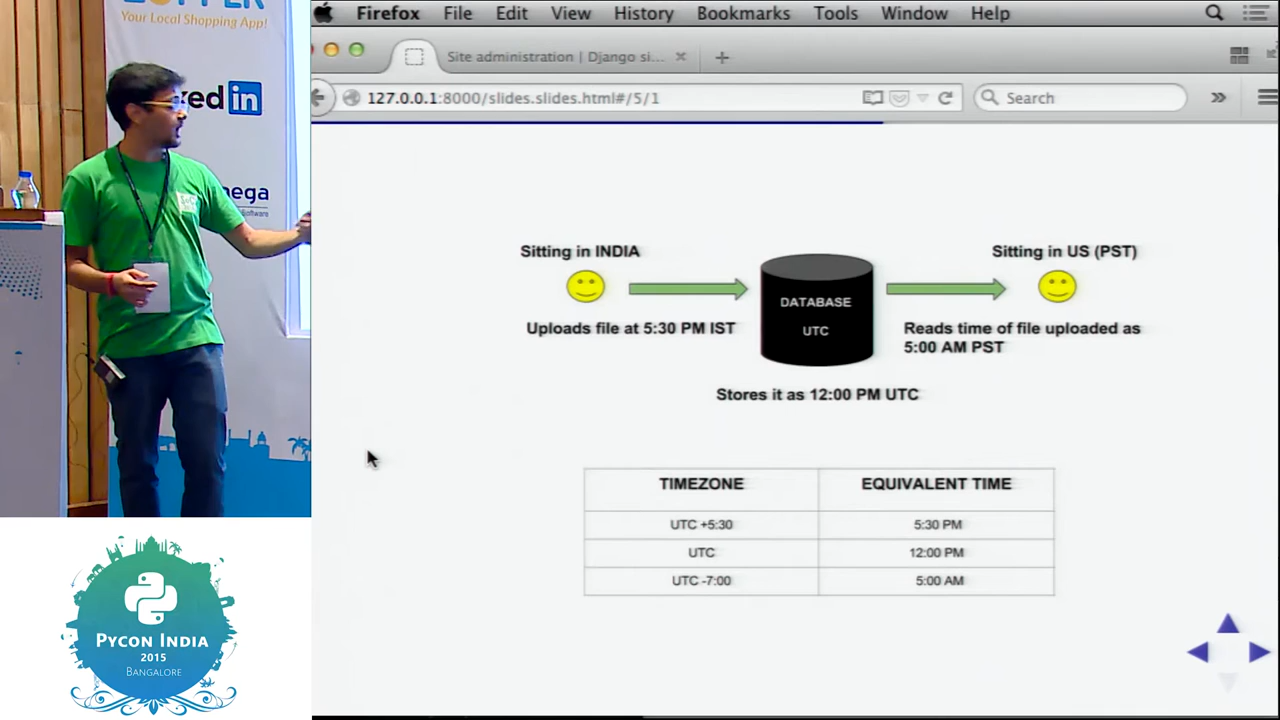 Your Local Shopping App!
in
Firefox File Edit View History Bookmarks Tools Window Help
Site administration | Django si...
127.0.0.1:8000/slides.slides.html#/5/1
Search
Sitting in INDIA
Uploads file at 5:30 PM IST
DATABASE
UTC
Stores it as 12:00 PM UTC
Sitting in US (PST)
Reads time of file uploaded as
5:00 AM PST
TIMEZONE EQUIVALENT TIME
UTC +5:30 5:30 PM
UTC 12:00 PM
UTC -7:00 5:00 AM
PYCON INDIA
2015
BANGALORE